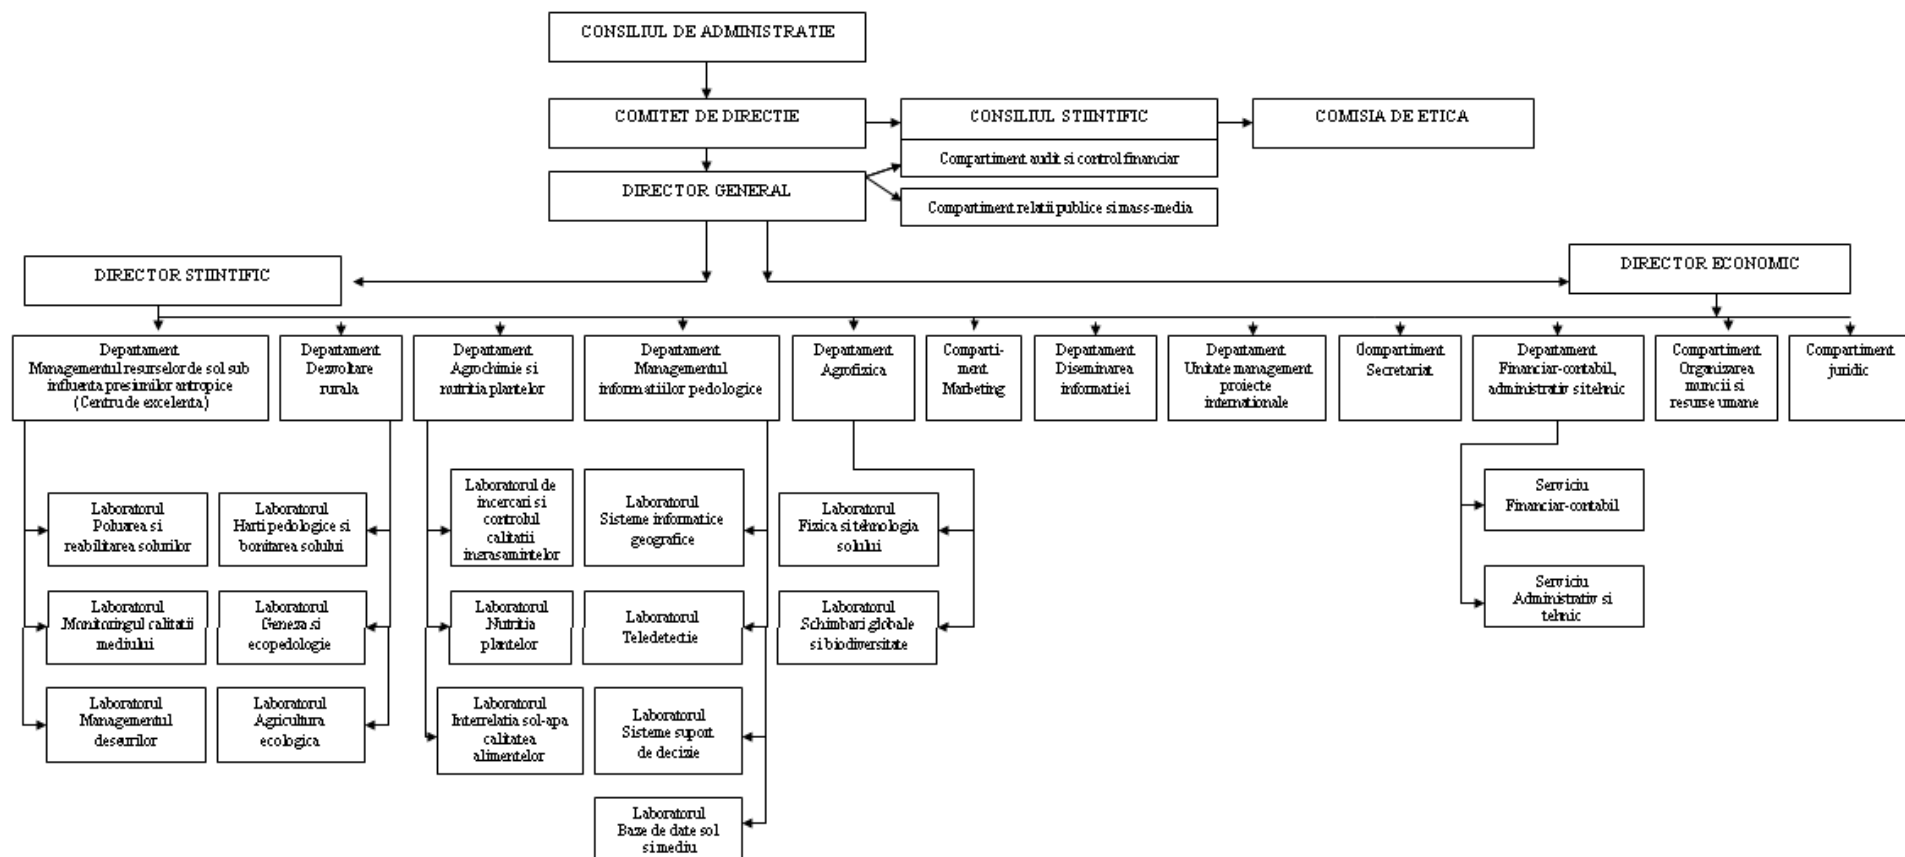 CONSILIUL DE ADMINISTRATIE
COMITET DE DIRECTIE
CONSILIUL STIINTIFIC
COMISIA DE ETICA
Compartiment audit si control financiar
DIRECTOR GENERAL
Compartiment relatii publice si mass-media
DIRECTOR STIINTIFIC
DIRECTOR ECONOMIC
Departament
Managementul resurselor de sol sub
influenta presiunilor antropice
(Centru de excelenta)
Departament
Dezvoltare
rurala
Departament
Agrochimie si
nutritia plantelor
Departament
Managementul
informatiilor pedologice
Departament
Agrofizica
Comparti-
ment
Marketing
Departament
Diseminarea
informatiei
Departament
Unitate management
proiecte
internationale
Compartiment
Secretariat
Departament
Financiar-contabil,
administrativ si tehnic
Compartiment
Organizarea
muncii si
resurse umane
Compartiment
juridic
Laboratorul
Poluarea si
reabilitarea solurilor
Laboratorul
Harti pedologice si
bonitarea solului
Laboratorul de
incercari si
controlul
calitatii
ingrasamintelor
Laboratorul
Sisteme informatice
geografice
Laboratorul
Fizica si tehnologia
solului
Serviciu
Financiar-contabil
Laboratorul
Monitoringul calitatii
mediului
Laboratorul
Geneza si
ecopedologie
Laboratorul
Nutritia
plantelor
Laboratorul
Teledetectie
Laboratorul
Schimbari globale
si biodiversitate
Serviciu
Administrativ si
tehnic
Laboratorul
Managementul
deseurilor
Laboratorul
Agricultura
ecologica
Laboratorul
Interrelatia sol-apa
calitatea
alimentelor
Laboratorul
Sisteme suport
de decizie
Laboratorul
Baze de date sol
si mediu